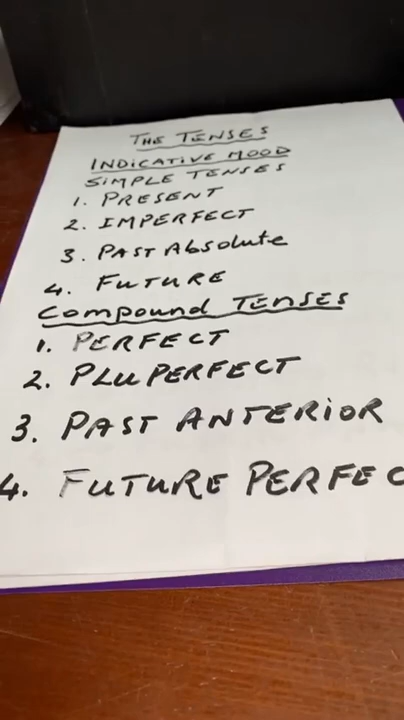 THE TENSES
INDICATIVE MOOD
SIMPLE TENSES
1. PRESENT
2. IMPERFECT
3. PAST Absolute
4. FUTURE
Compound TENSES
1. PERFECT
2. PLUPERFECT
3. PAST ANTERIOR
4. FUTURE PERFEC